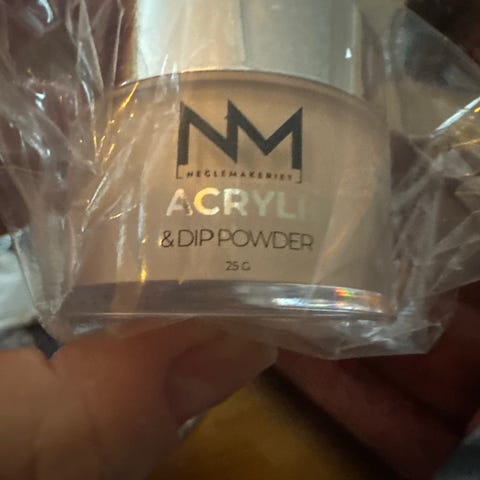 NM
NEGLEMAKERIET
ACRYLI
& DIP POWDER
25 G